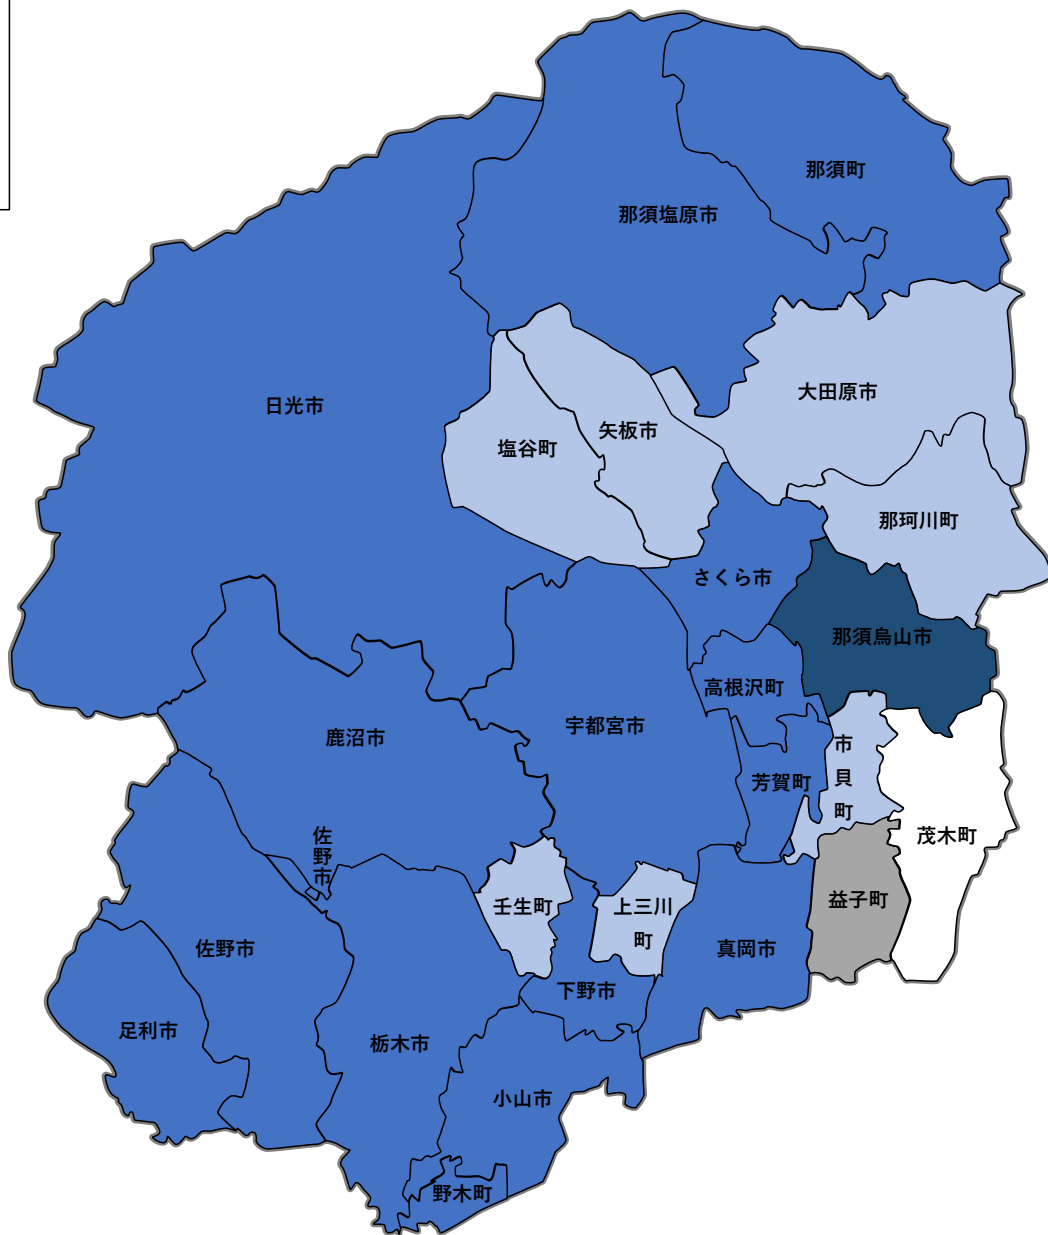 那須町
那須塩原市
大田原市
日光市
矢板市
塩谷町
那珂川町
さくら市
那須烏山市
高根沢町
宇都宮市
鹿沼市
市
貝
町
芳賀町
茂木町
佐
野
市
益子町
壬生町
上三川
町
佐野市
真岡市
下野市
足利市
栃木市
小山市
野木町